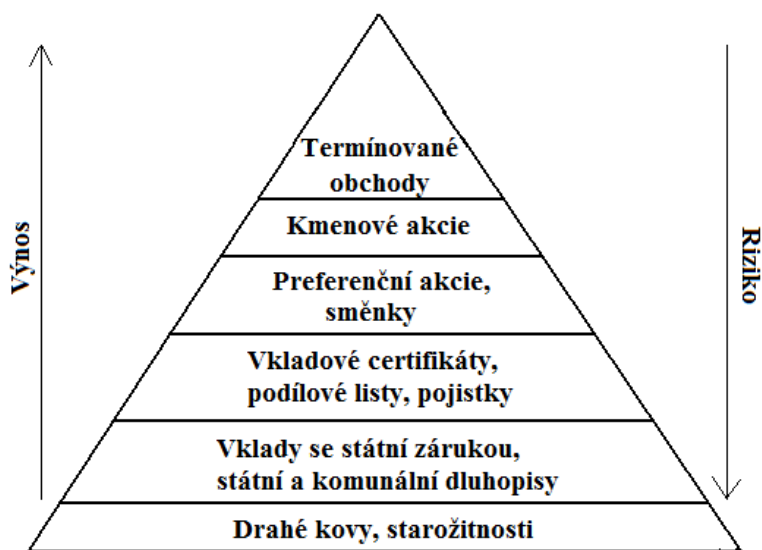 Termínované
obchody
Kmenové akcie
Preferenční akcie,
směnky
Vkladové certifikáty,
podílové listy, pojistky
Vklady se státní zárukou,
státní a komunální dluhopisy
Drahé kovy, starožitnosti
Výnos
Riziko